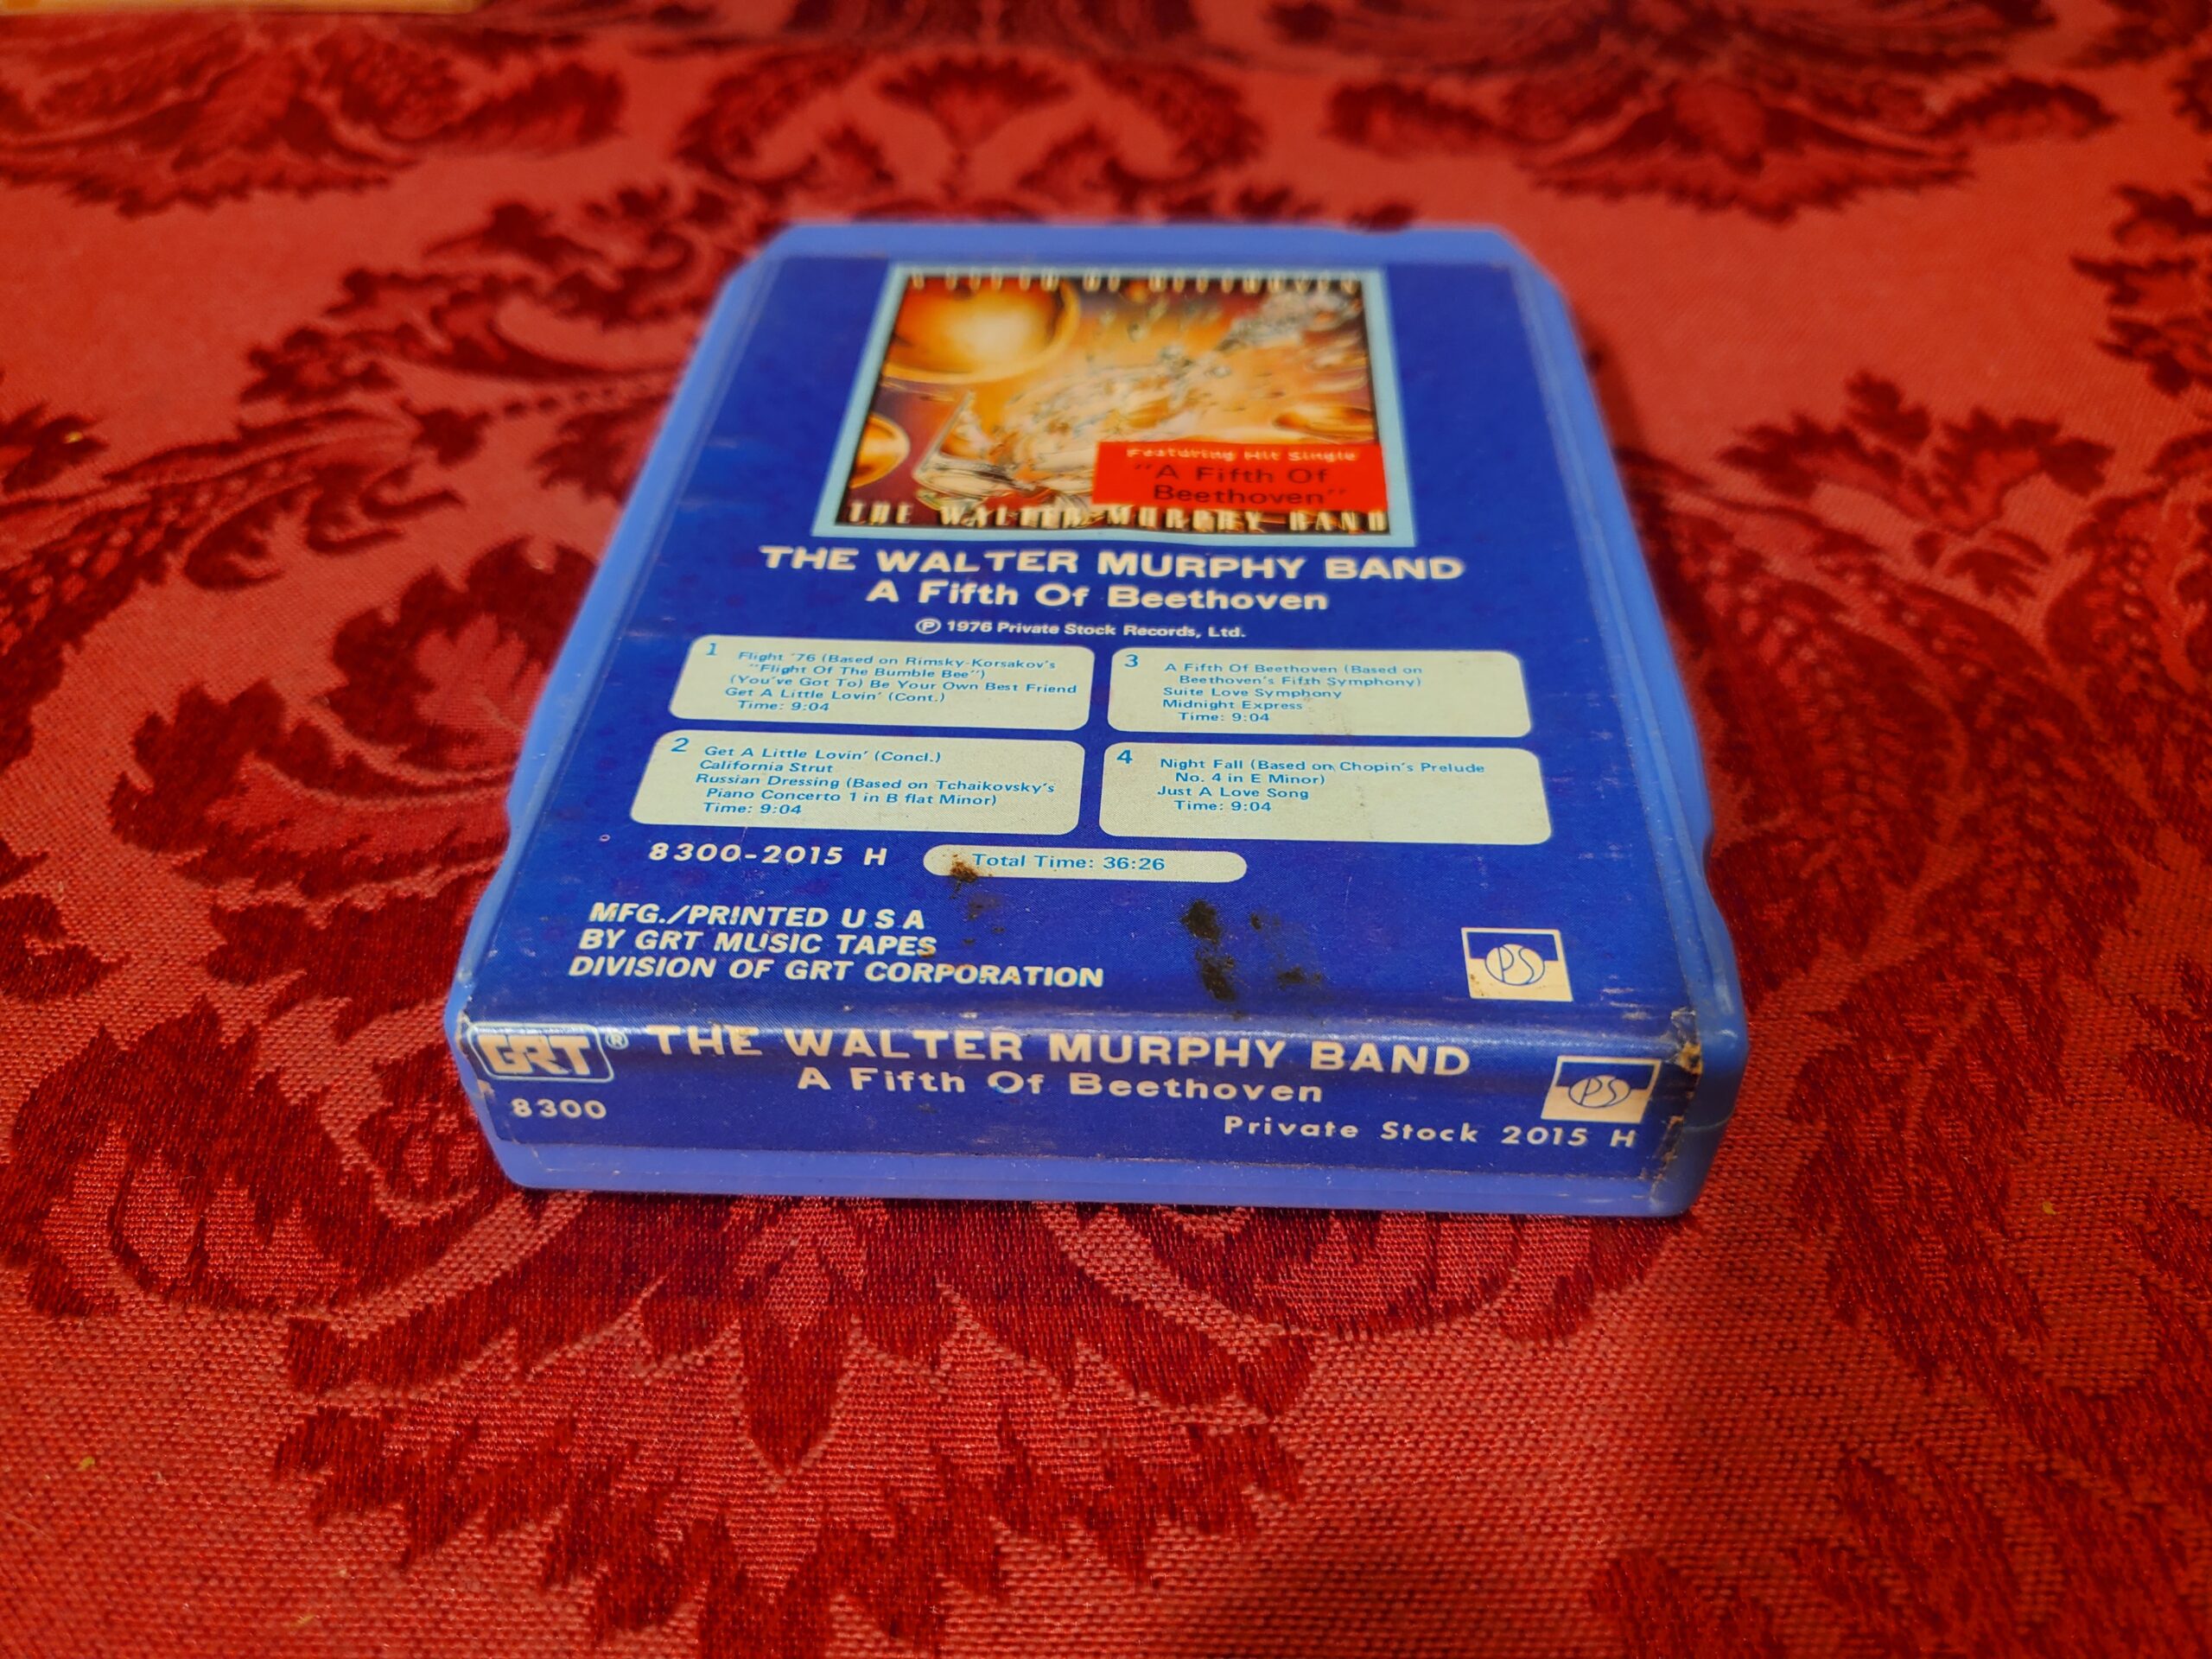 A FIFTH OF BEETHOVEN
Featuring Hit Single
"A Fifth Of
Beethoven"
THE WALTER MURPHY BAND
THE WALTER MURPHY BAND
A Fifth Of Beethoven
Ⓟ 1976 Private Stock Records, Ltd.
1 Flight '76 (Based on Rimsky-Korsakov's
"Flight Of The Bumble Bee")
(You've Got To) Be Your Own Best Friend
Get A Little Lovin' (Cont.)
Time: 9:04
2 Get A Little Lovin' (Concl.)
California Strut
Russian Dressing (Based on Tchaikovsky's
Piano Concerto 1 in B flat Minor)
Time: 9:04
3 A Fifth Of Beethoven (Based on
Beethoven's Fifth Symphony)
Suite Love Symphony
Midnight Express
Time: 9:04
4 Night Fall (Based on Chopin's Prelude
No. 4 in E Minor)
Just A Love Song
Time: 9:04
8300-2015 H
Total Time: 36:26
MFG./PRINTED U S A
BY GRT MUSIC TAPES
DIVISION OF GRT CORPORATION
PS
GRT® THE WALTER MURPHY BAND
A Fifth Of Beethoven
PS
8300
Private Stock 2015 H